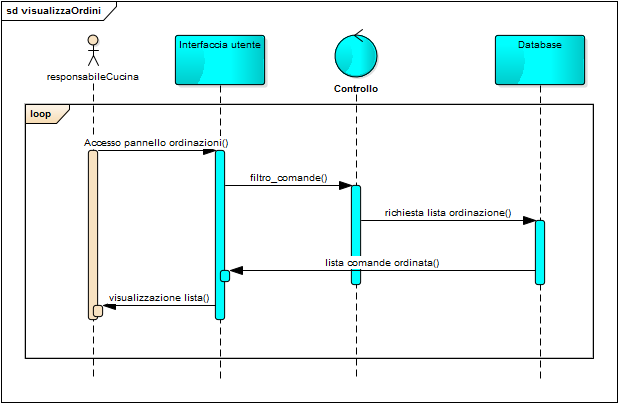 sd visualizzaOrdini
responsabileCucina
Interfaccia utente
Controllo
Database
loop
Accesso pannello ordinazioni()
filtro_comande()
richiesta lista ordinazione()
lista comande ordinata()
visualizzazione lista()